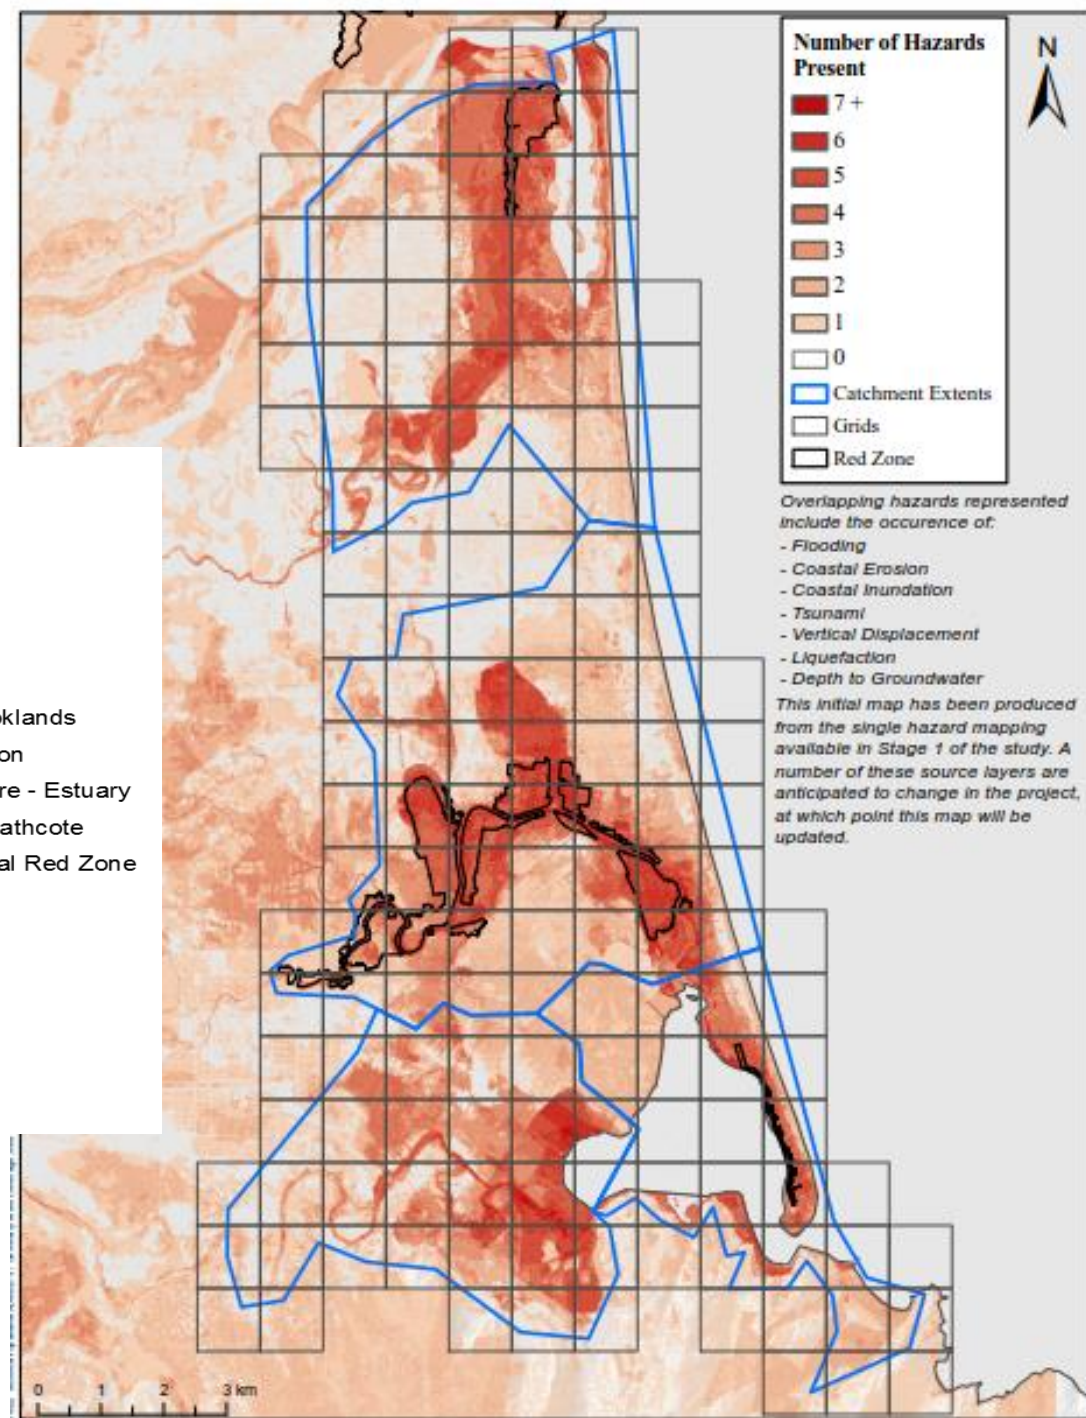 Number of Hazards
Present
7 +
6
5
4
3
2
1
0
Catchment Extents
Grids
Red Zone
N
Overlapping hazards represented
include the occurence of:
- Flooding
- Coastal Erosion
- Coastal Inundation
- Tsunami
- Vertical Displacement
- Liquefaction
- Depth to Groundwater
This initial map has been produced
from the single hazard mapping
available in Stage 1 of the study. A
number of these source layers are
anticipated to change in the project,
at which point this map will be
updated.
oklands
on
re - Estuary
athcote
al Red Zone
0 1 2 3 km